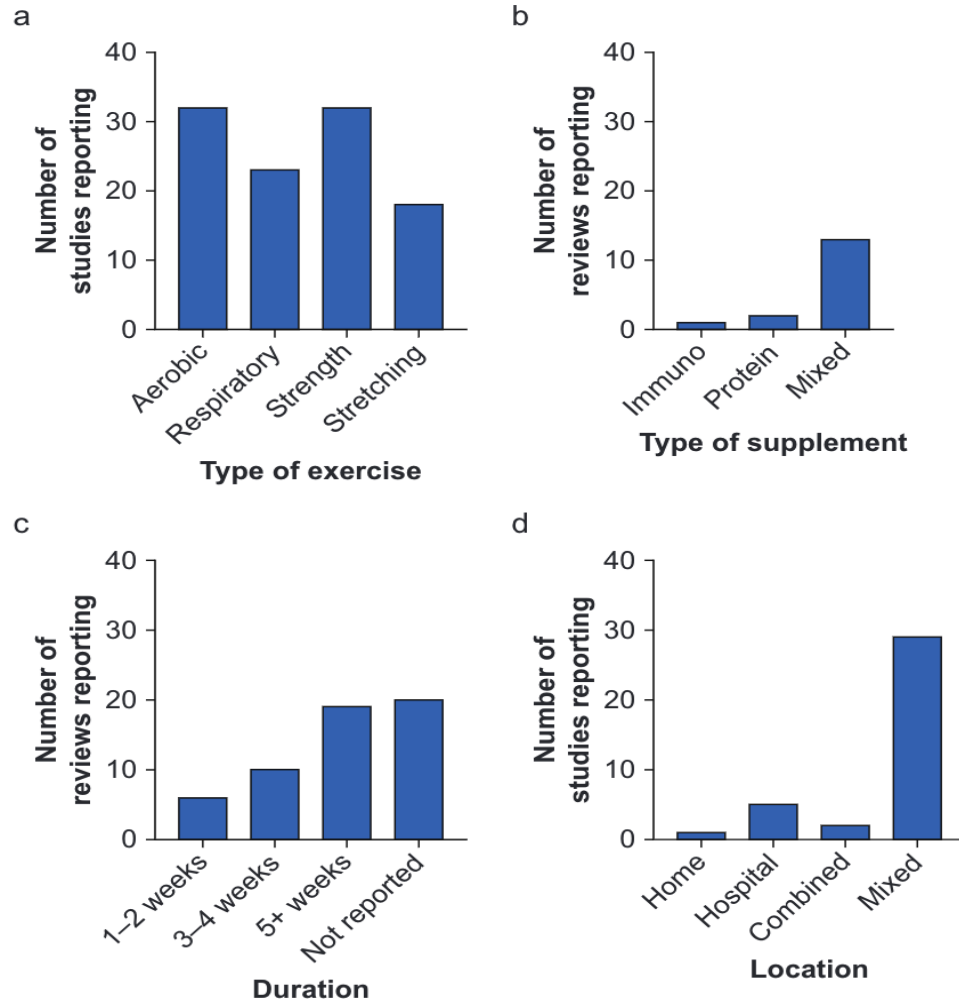 a
40
30
20
10
0
Number of
studies reporting
Aerobic
Respiratory
Strength
Stretching
Type of exercise
b
40
30
20
10
0
Number of
reviews reporting
Immuno
Protein
Mixed
Type of supplement
c
40
30
20
10
0
Number of
reviews reporting
1–2 weeks
3–4 weeks
5+ weeks
Not reported
Duration
d
40
30
20
10
0
Number of
studies reporting
Home
Hospital
Combined
Mixed
Location